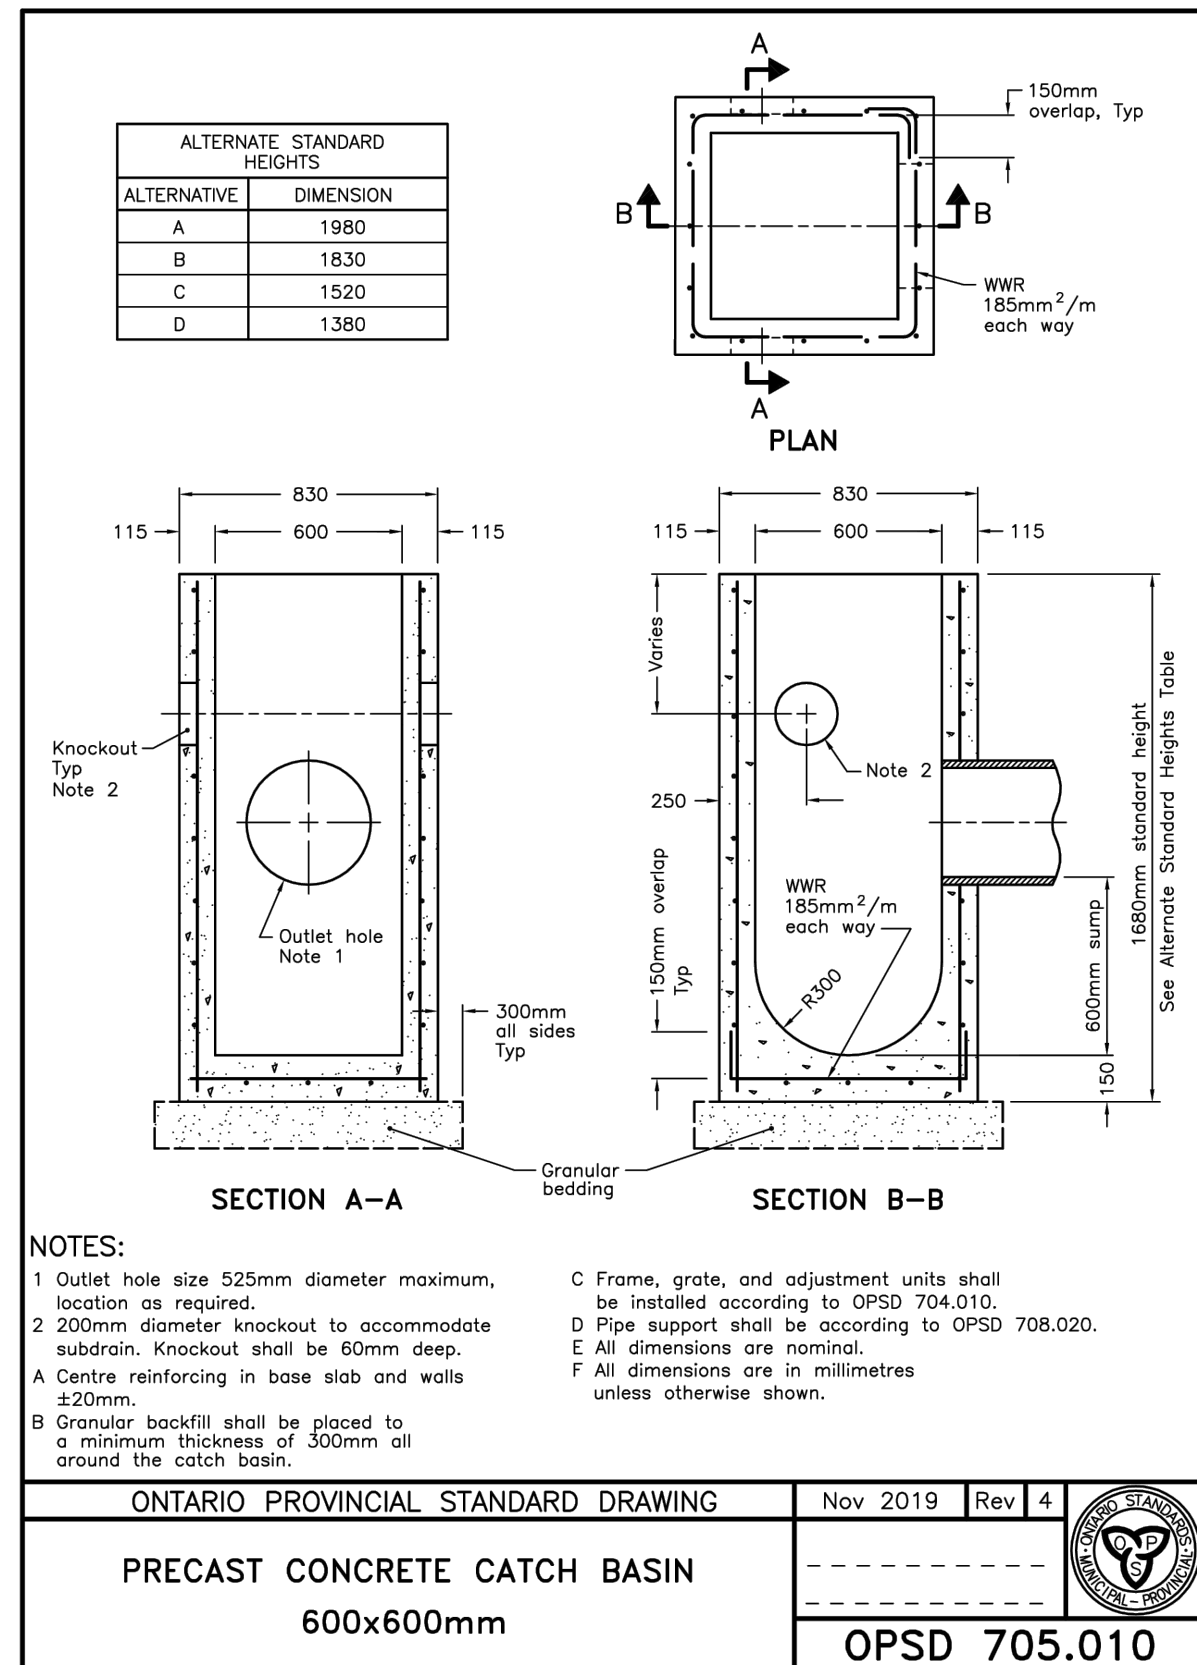 ALTERNATE STANDARD
HEIGHTS
ALTERNATIVE DIMENSION
A 1980
B 1830
C 1520
D 1380
A
150mm
overlap, Typ
B
B
WWR
185mm²/m
each way
A
PLAN
830
115
600
115
Knockout
Typ
Note 2
Outlet hole
Note 1
300mm
all sides
Typ
SECTION A–A
830
115
600
115
Varies
Note 2
250
150mm overlap
Typ
WWR
185mm²/m
each way
R300
600mm sump
150
1680mm standard height
See Alternate Standard Heights Table
Granular
bedding
SECTION B–B
NOTES:
1 Outlet hole size 525mm diameter maximum,
location as required.
2 200mm diameter knockout to accommodate
subdrain. Knockout shall be 60mm deep.
A Centre reinforcing in base slab and walls
±20mm.
B Granular backfill shall be placed to
a minimum thickness of 300mm all
around the catch basin.
C Frame, grate, and adjustment units shall
be installed according to OPSD 704.010.
D Pipe support shall be according to OPSD 708.020.
E All dimensions are nominal.
F All dimensions are in millimetres
unless otherwise shown.
ONTARIO PROVINCIAL STANDARD DRAWING
Nov 2019 Rev 4
PRECAST CONCRETE CATCH BASIN
600x600mm
ONTARIO STANDARDS
MUNICIPAL – PROVINCIAL
O P
S
OPSD 705.010